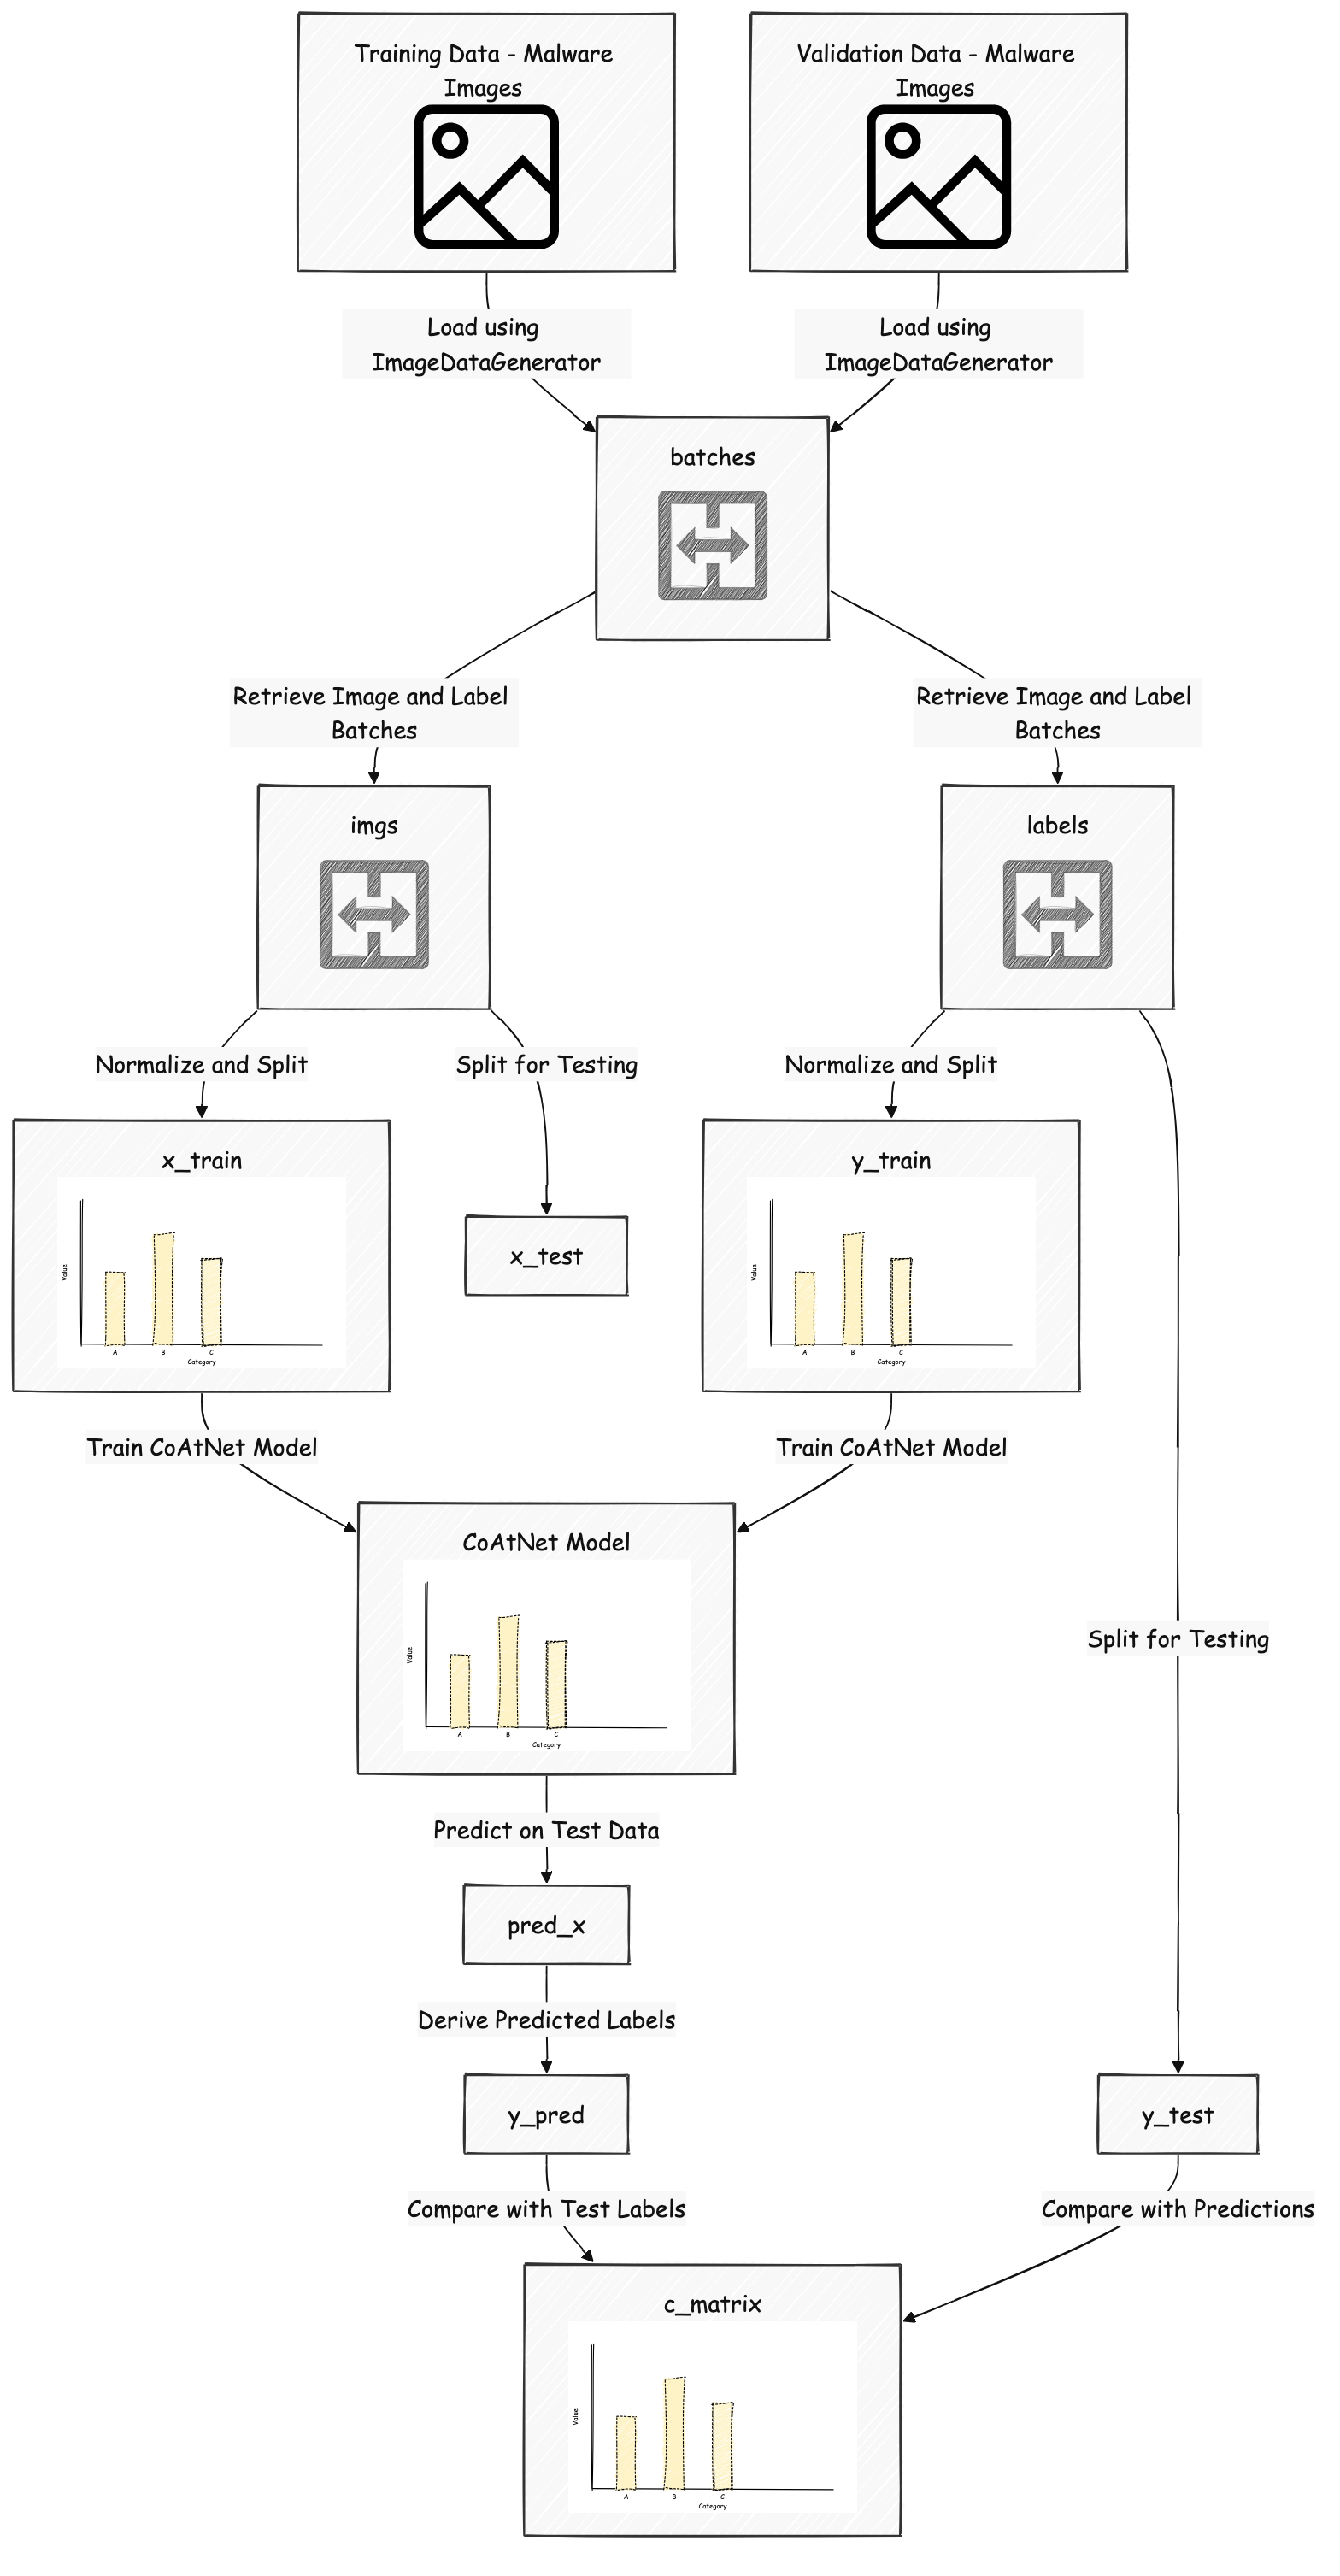 Training Data - Malware
Images
Validation Data - Malware
Images
Load using
ImageDataGenerator
Load using
ImageDataGenerator
batches
Retrieve Image and Label
Batches
Retrieve Image and Label
Batches
imgs
labels
Normalize and Split
Split for Testing
Normalize and Split
x_train
Value
A
B
C
Category
x_test
y_train
Value
A
B
C
Category
Train CoAtNet Model
Train CoAtNet Model
CoAtNet Model
Value
A
B
C
Category
Split for Testing
Predict on Test Data
pred_x
Derive Predicted Labels
y_pred
y_test
Compare with Test Labels
Compare with Predictions
c_matrix
Value
A
B
C
Category